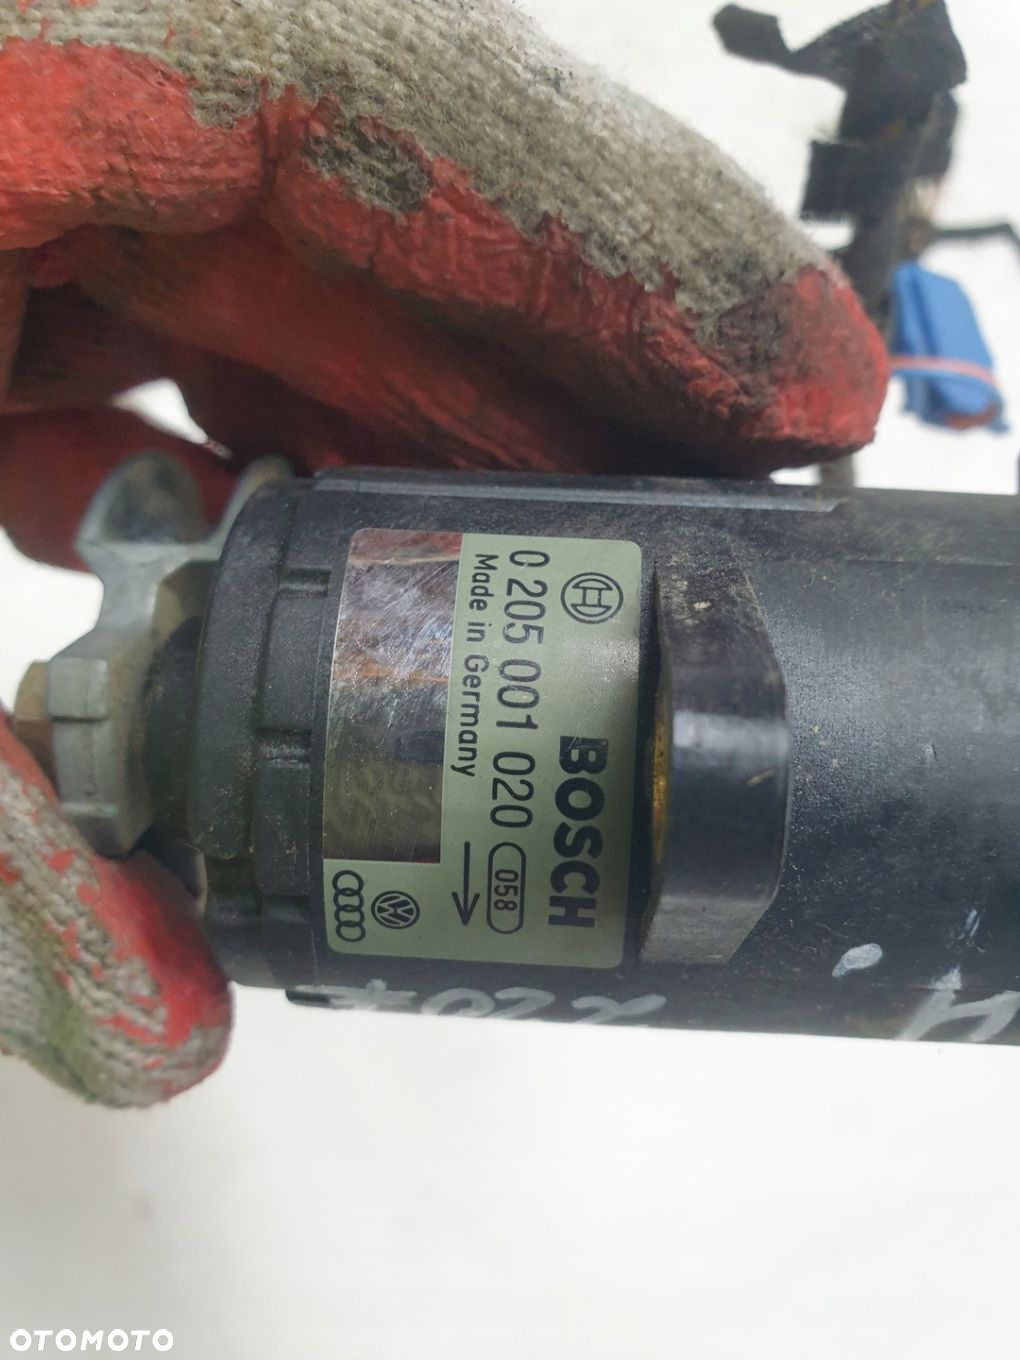 BOSCH
0 205 001 020
058
Made in Germany
OTOMOTO